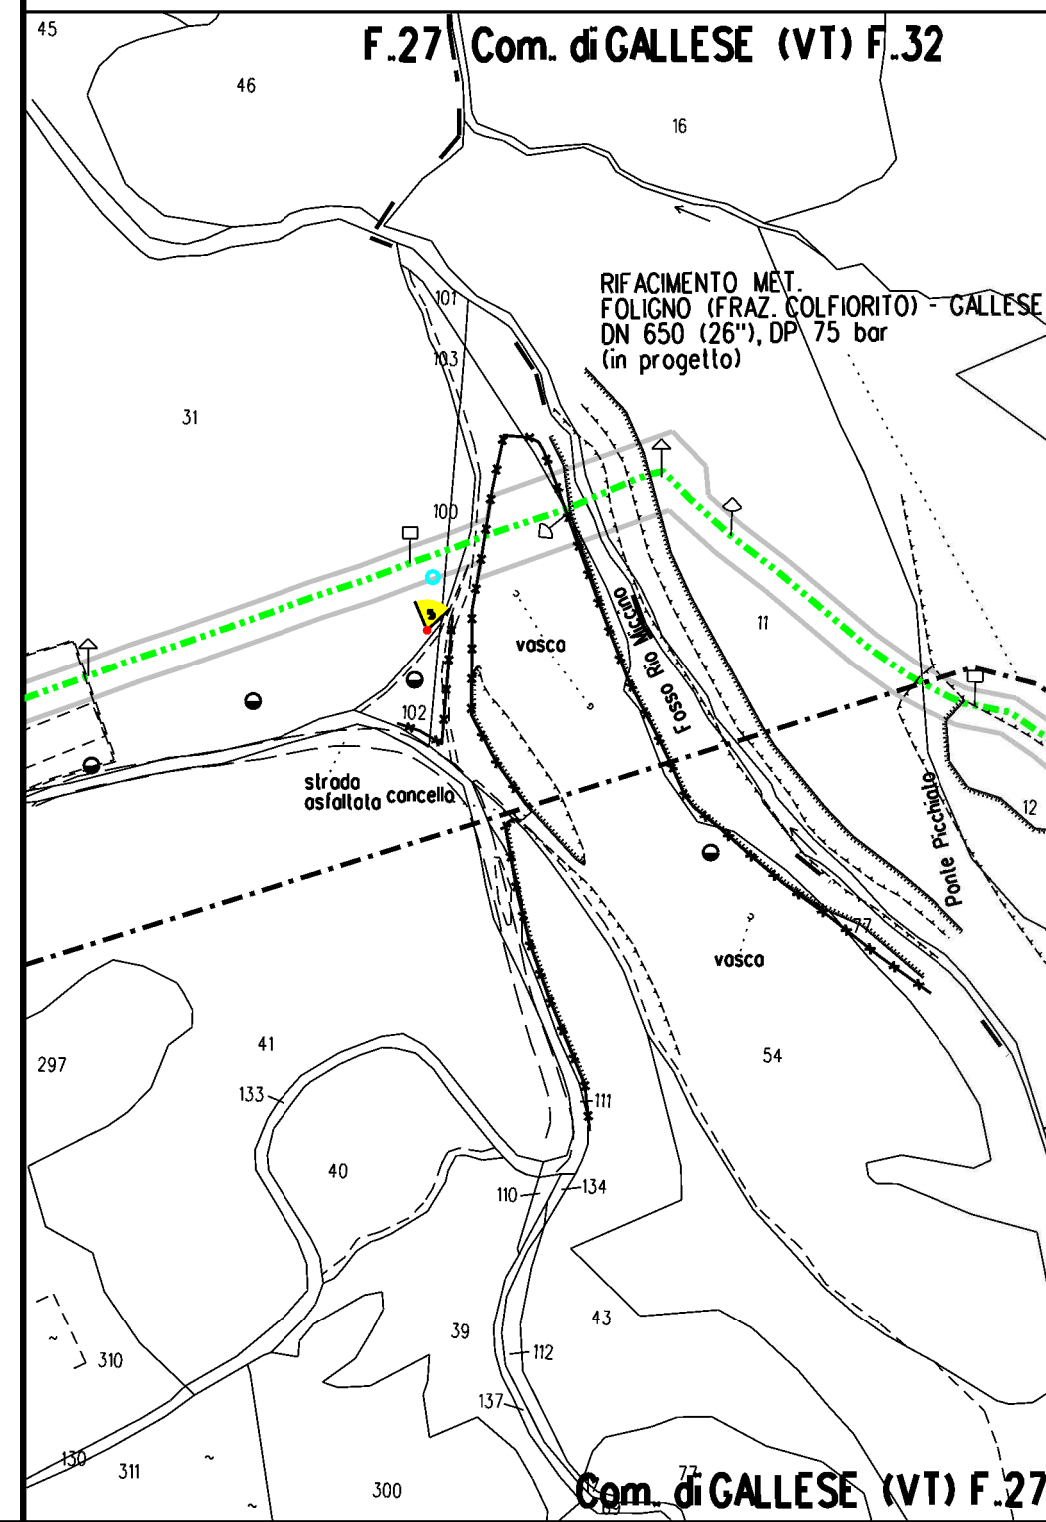 45
F.27 Com. di GALLESE (VT) F.32
46
16
RIFACIMENTO MET.
FOLIGNO (FRAZ. COLFIORITO) - GALLESE
DN 650 (26"), DP 75 bar
(in progetto)
101
103
31
100
5
11
vasca
Fosso Rio Miccino
102
strada
asfaltata
cancello
12
Ponte Picchiato
77
vasca
54
41
297
133
111
40
110
134
43
39
112
310
137
130
311
300
77
Com. di GALLESE (VT) F.27
69